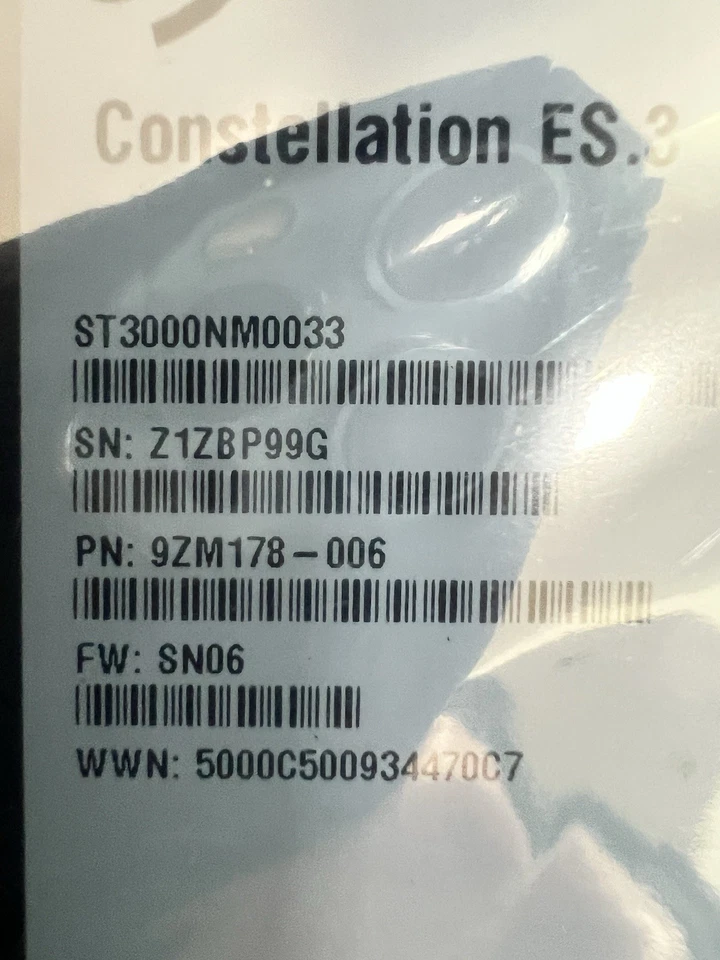 Constellation ES.3
ST3000NM0033
SN: Z1ZBP99G
PN: 9ZM178-006
FW: SN06
WWN: 5000C500934470C7